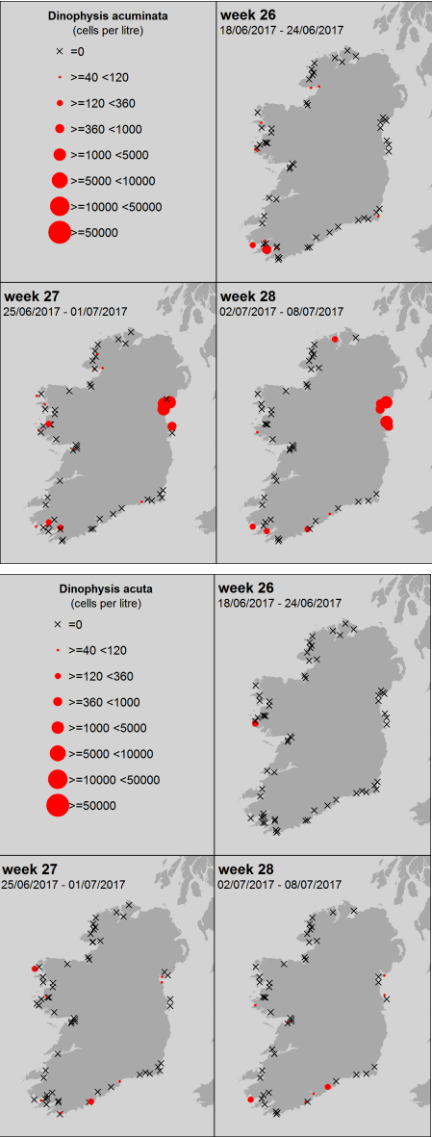 Dinophysis acuminata
(cells per litre)
=0
>=40 <120
>=120 <360
>=360 <1000
>=1000 <5000
>=5000 <10000
>=10000 <50000
>=50000
week 26
18/06/2017 - 24/06/2017
week 27
25/06/2017 - 01/07/2017
week 28
02/07/2017 - 08/07/2017
Dinophysis acuta
(cells per litre)
=0
>=40 <120
>=120 <360
>=360 <1000
>=1000 <5000
>=5000 <10000
>=10000 <50000
>=50000
week 26
18/06/2017 - 24/06/2017
week 27
25/06/2017 - 01/07/2017
week 28
02/07/2017 - 08/07/2017